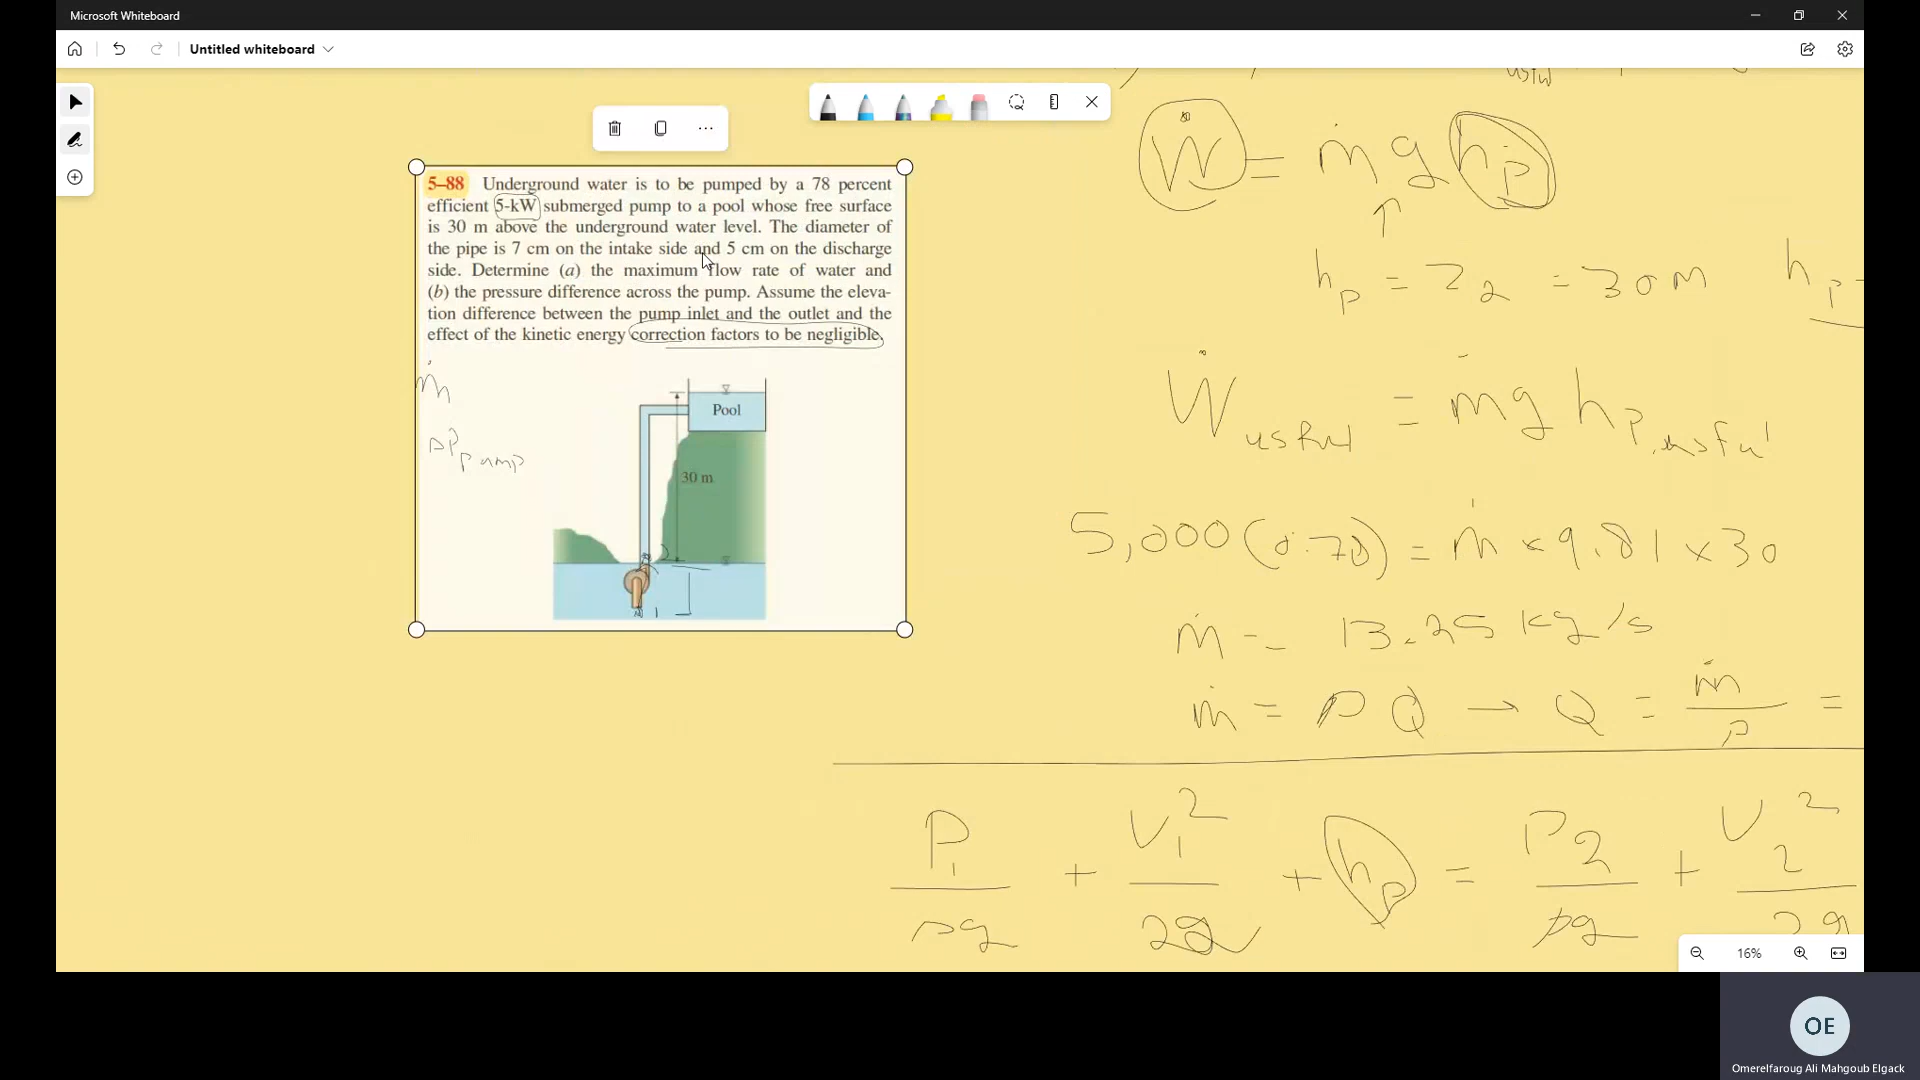 Microsoft Whiteboard
Untitled whiteboard
5–88 Underground water is to be pumped by a 78 percent
efficient 5-kW submerged pump to a pool whose free surface
is 30 m above the underground water level. The diameter of
the pipe is 7 cm on the intake side and 5 cm on the discharge
side. Determine (a) the maximum flow rate of water and
(b) the pressure difference across the pump. Assume the eleva-
tion difference between the pump inlet and the outlet and the
effect of the kinetic energy correction factors to be negligible.
ṁ
ΔP pump
Pool
30 m
2
1
Ẇ = ṁ g hp
hp = Z2 = 30 m
hp =
Ẇ useful = ṁ g hp, useful
5,000 (0.78) = ṁ × 9.81 × 30
ṁ = 13.25 kg/s
ṁ = ρ Q → Q = ṁ / ρ =
P1 / ρg + V1² / 2g + hp = P2 / ρg + V2² / 2g
16%
OE
Omerelfaroug Ali Mahgoub Elgack